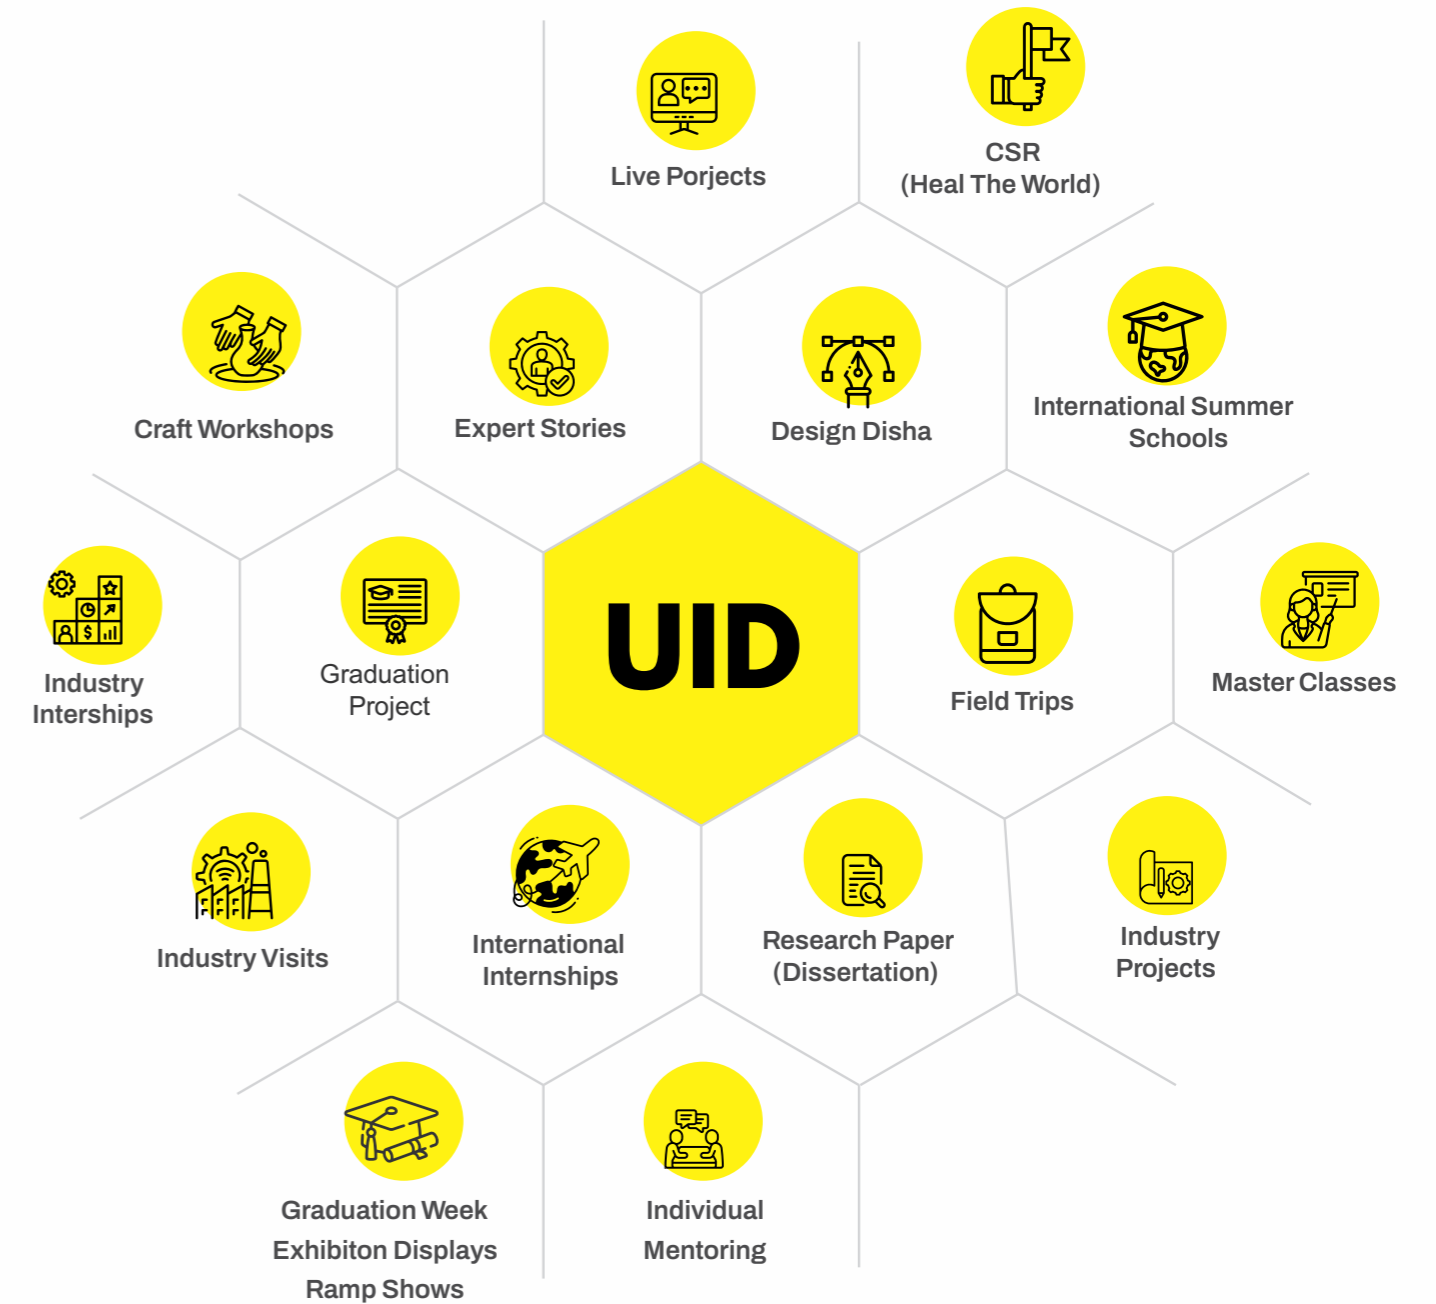 Live Porjects
CSR
(Heal The World)
Craft Workshops
Expert Stories
Design Disha
International Summer
Schools
Industry
Interships
Graduation
Project
UID
Field Trips
Master Classes
Industry Visits
International
Internships
Research Paper
(Dissertation)
Industry
Projects
Graduation Week
Exhibiton Displays
Ramp Shows
Individual
Mentoring